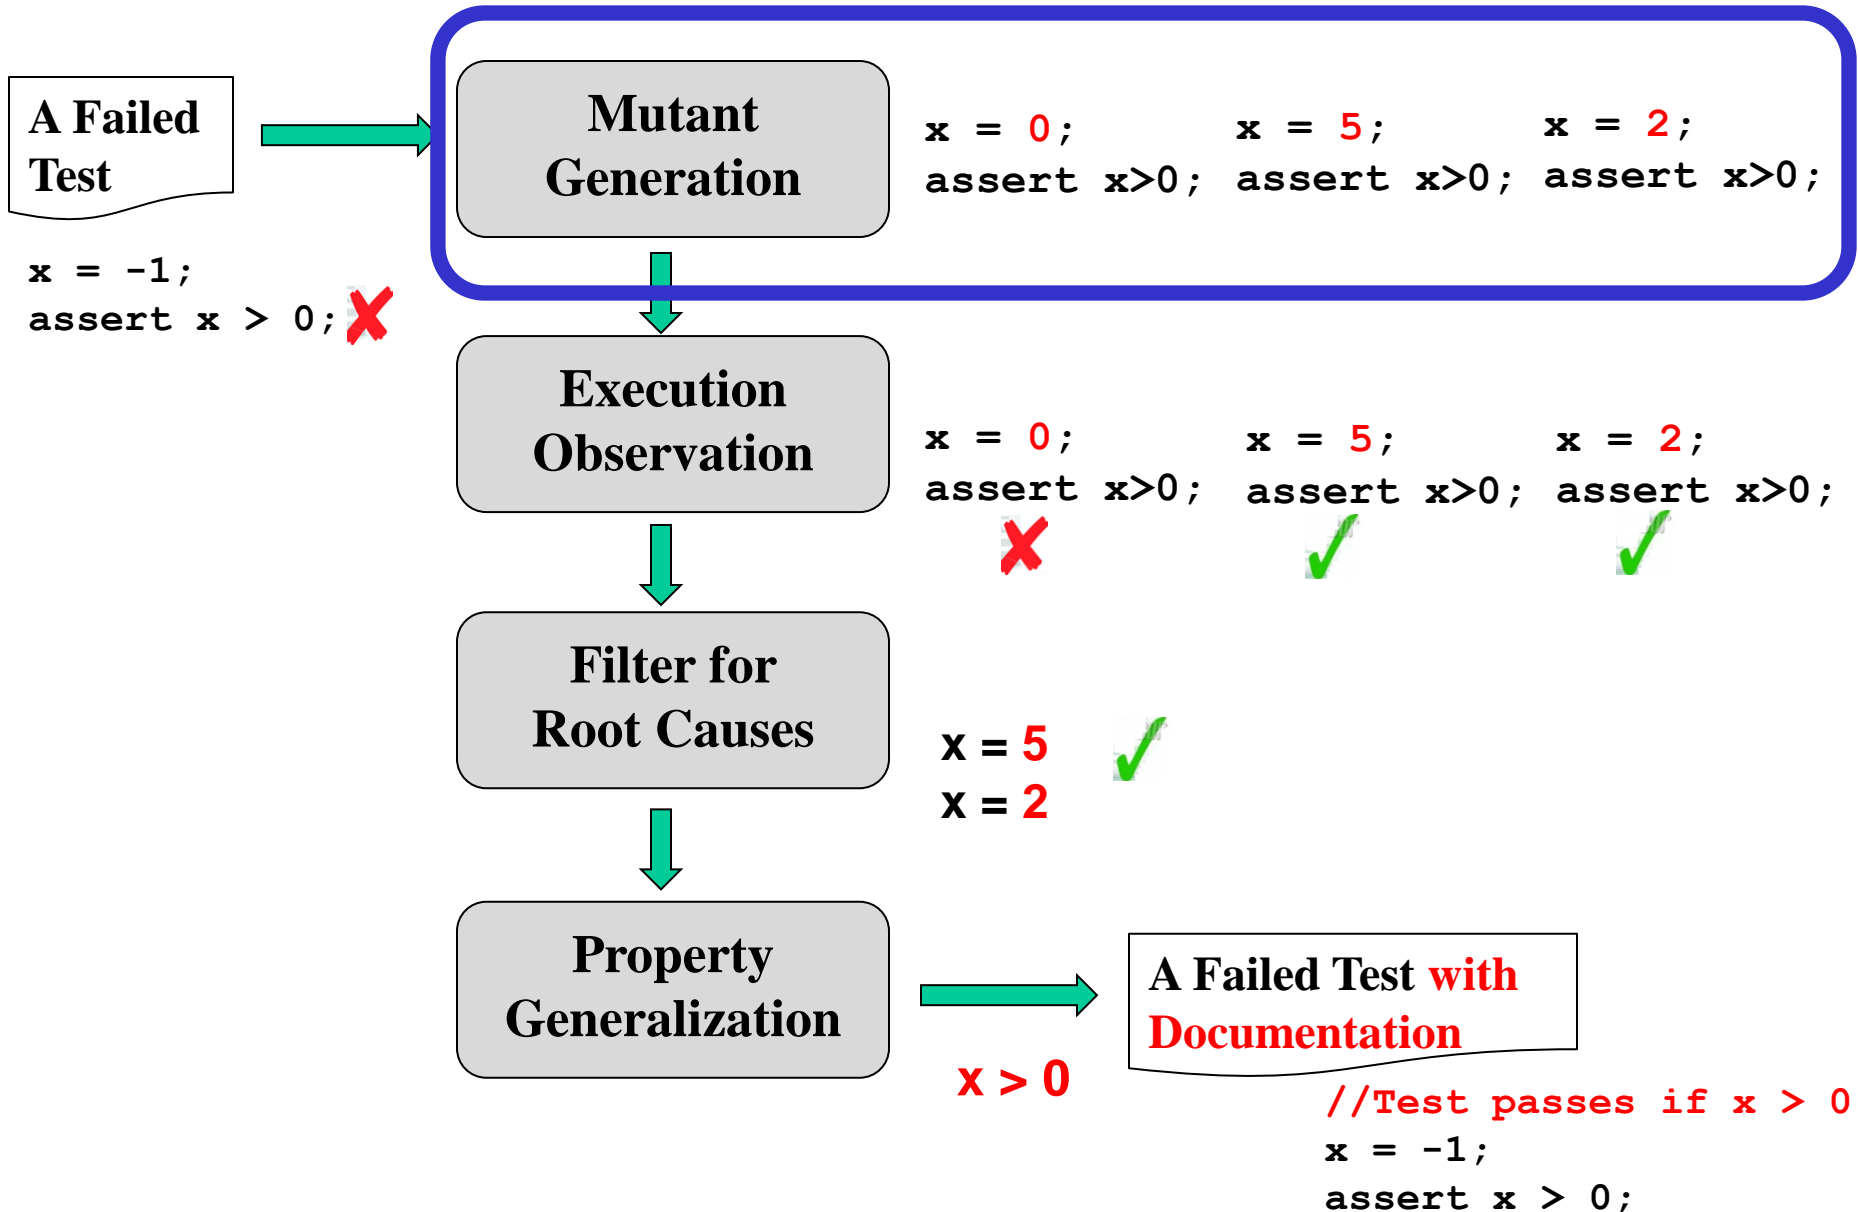 A Failed
Test
x = -1;
assert x > 0;
Mutant
Generation
x = 0;
assert x>0;
x = 5;
assert x>0;
x = 2;
assert x>0;
Execution
Observation
x = 0;
assert x>0;
x = 5;
assert x>0;
x = 2;
assert x>0;
Filter for
Root Causes
x = 5
x = 2
Property
Generalization
x > 0
A Failed Test with
Documentation
//Test passes if x > 0
x = -1;
assert x > 0;